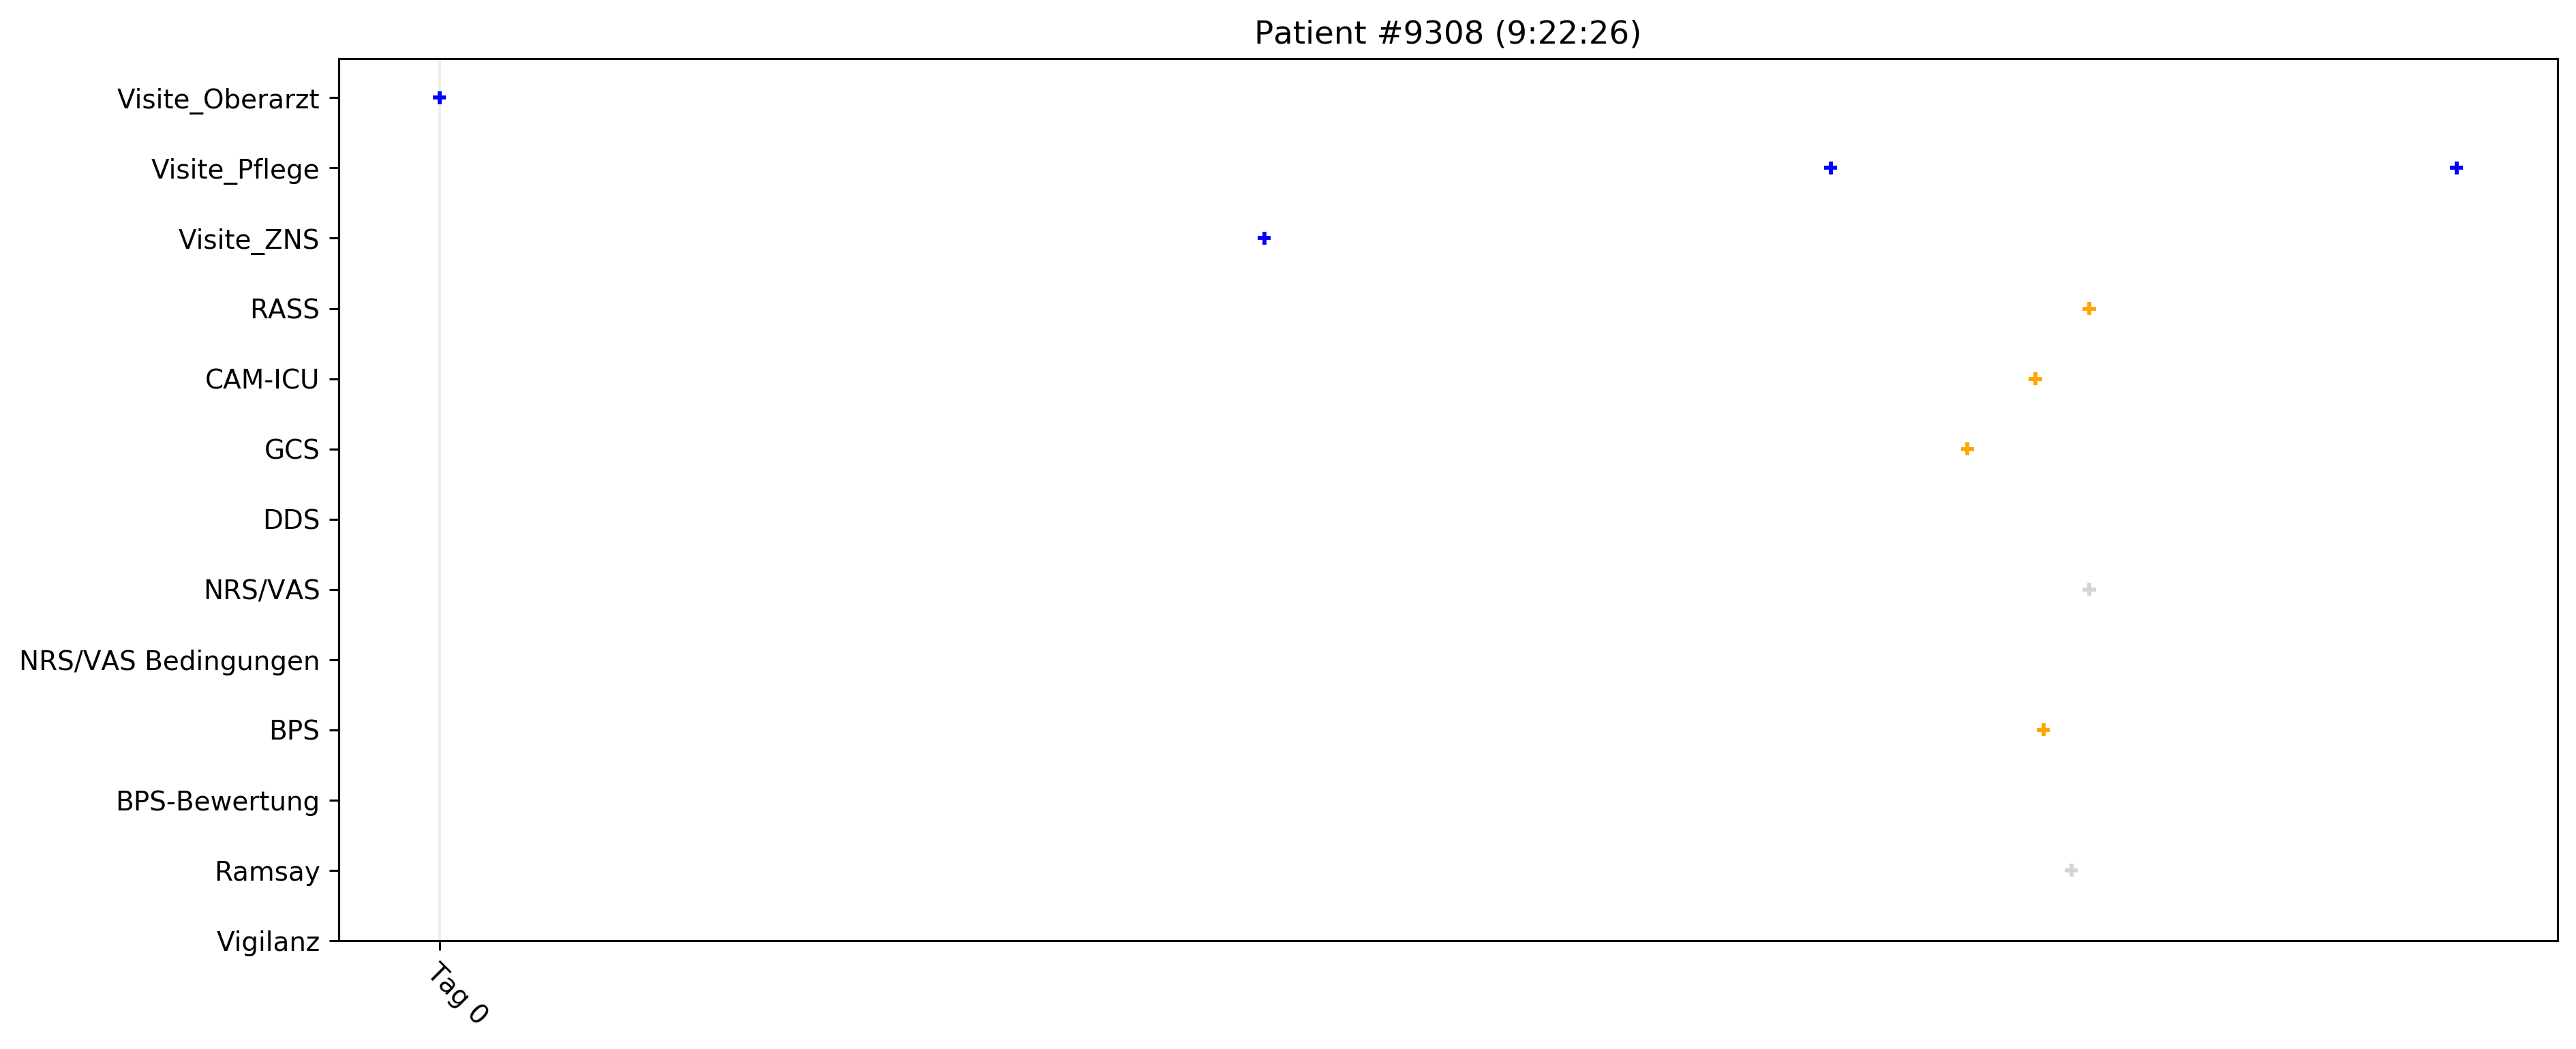 Patient #9308 (9:22:26)
Visite_Oberarzt
Visite_Pflege
Visite_ZNS
RASS
CAM-ICU
GCS
DDS
NRS/VAS
NRS/VAS Bedingungen
BPS
BPS-Bewertung
Ramsay
Vigilanz
Tag 0